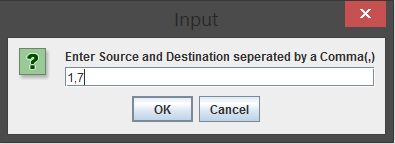 Input
Enter Source and Destination seperated by a Comma(,)
1,7
OK Cancel